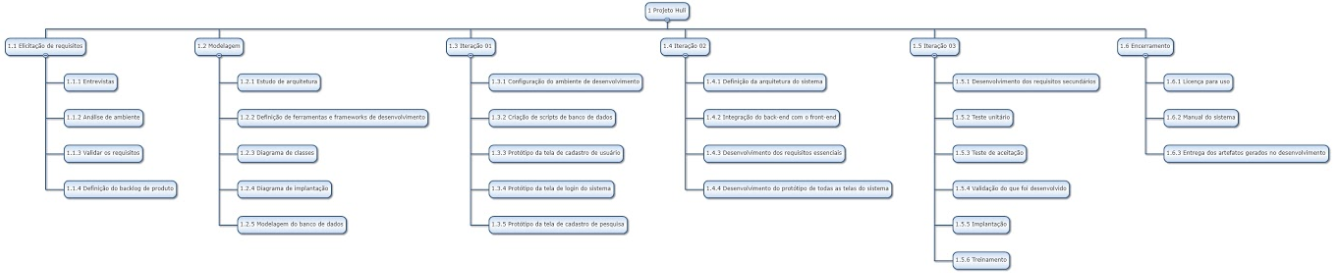 1 Projeto Hull
1.1 Elicitação de requisitos
1.1.1 Entrevistas
1.1.2 Análise de ambiente
1.1.3 Validar os requisitos
1.1.4 Definição do backlog de produto
1.2 Modelagem
1.2.1 Estudo de arquitetura
1.2.2 Definição de ferramentas e frameworks de desenvolvimento
1.2.3 Diagrama de classes
1.2.4 Diagrama de implantação
1.2.5 Modelagem do banco de dados
1.3 Iteração 01
1.3.1 Configuração do ambiente de desenvolvimento
1.3.2 Criação de scripts de banco de dados
1.3.3 Protótipo da tela de cadastro de usuário
1.3.4 Protótipo da tela de login do sistema
1.3.5 Protótipo da tela de cadastro de pesquisa
1.4 Iteração 02
1.4.1 Definição da arquitetura do sistema
1.4.2 Integração do back-end com o front-end
1.4.3 Desenvolvimento dos requisitos essenciais
1.4.4 Desenvolvimento do protótipo de todas as telas do sistema
1.5 Iteração 03
1.5.1 Desenvolvimento dos requisitos secundários
1.5.2 Teste unitário
1.5.3 Teste de aceitação
1.5.4 Validação do que foi desenvolvido
1.5.5 Implantação
1.5.6 Treinamento
1.6 Encerramento
1.6.1 Licença para uso
1.6.2 Manual do sistema
1.6.3 Entrega dos artefatos gerados no desenvolvimento